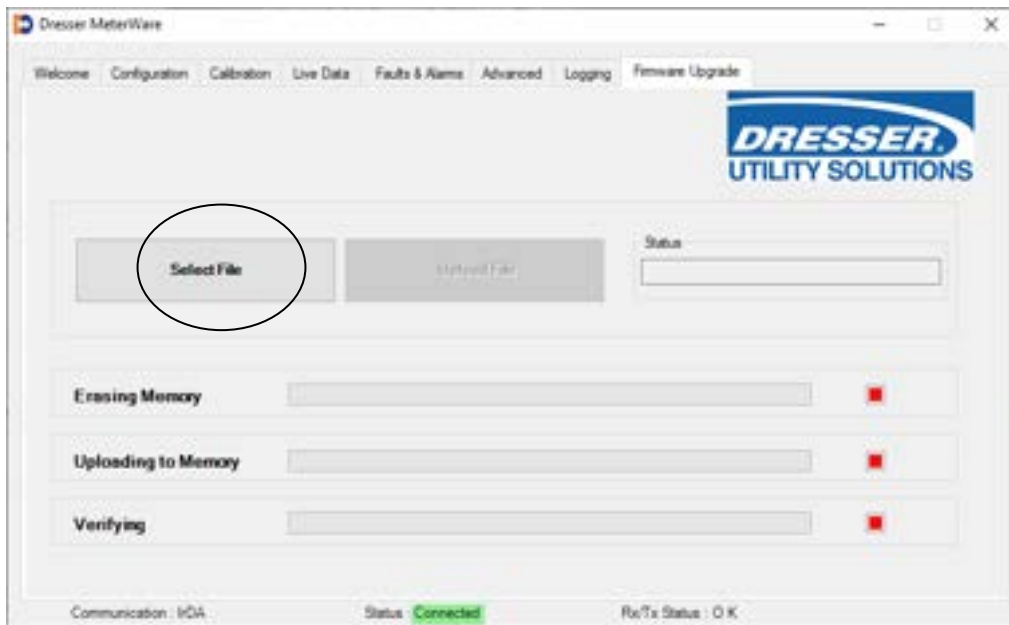 Dresser MeterWare
Welcome Configuration Calibration Live Data Faults & Alarms Advanced Logging Firmware Upgrade
DRESSER.
UTILITY SOLUTIONS
Status
Select File
Erasing Memory
Uploading to Memory
Verifying
Communication : IrDA Status : Connected Rx/Tx Status : O K